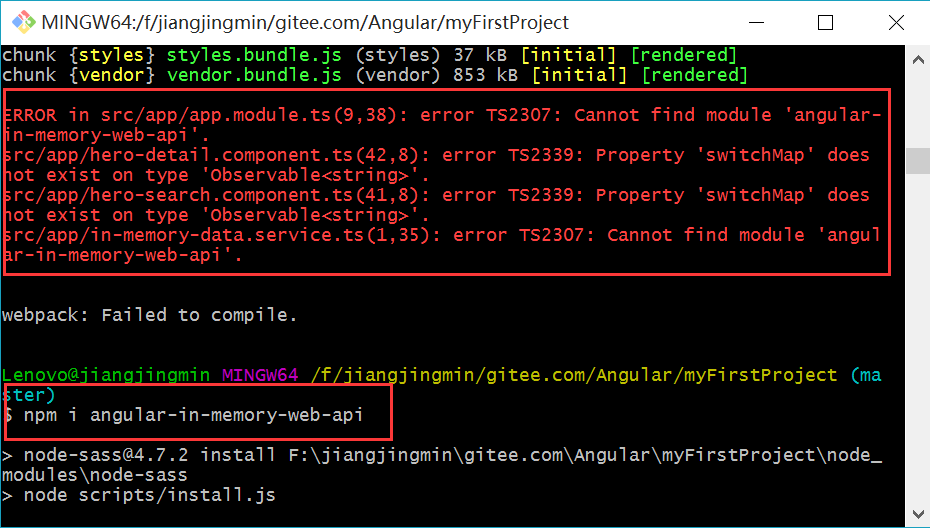 MINGW64:/f/jiangjingmin/gitee.com/Angular/myFirstProject
chunk {styles} styles.bundle.js (styles) 37 kB [initial] [rendered]
chunk {vendor} vendor.bundle.js (vendor) 853 kB [initial] [rendered]
ERROR in src/app/app.module.ts(9,38): error TS2307: Cannot find module 'angular-
in-memory-web-api'.
src/app/hero-detail.component.ts(42,8): error TS2339: Property 'switchMap' does
not exist on type 'Observable<string>'.
src/app/hero-search.component.ts(41,8): error TS2339: Property 'switchMap' does
not exist on type 'Observable<string>'.
src/app/in-memory-data.service.ts(1,35): error TS2307: Cannot find module 'angul
ar-in-memory-web-api'.
webpack: Failed to compile.
Lenovo@jiangjingmin MINGW64 /f/jiangjingmin/gitee.com/Angular/myFirstProject (ma
ster)
$ npm i angular-in-memory-web-api
> node-sass@4.7.2 install F:\jiangjingmin\gitee.com\Angular\myFirstProject\node_
modules\node-sass
> node scripts/install.js